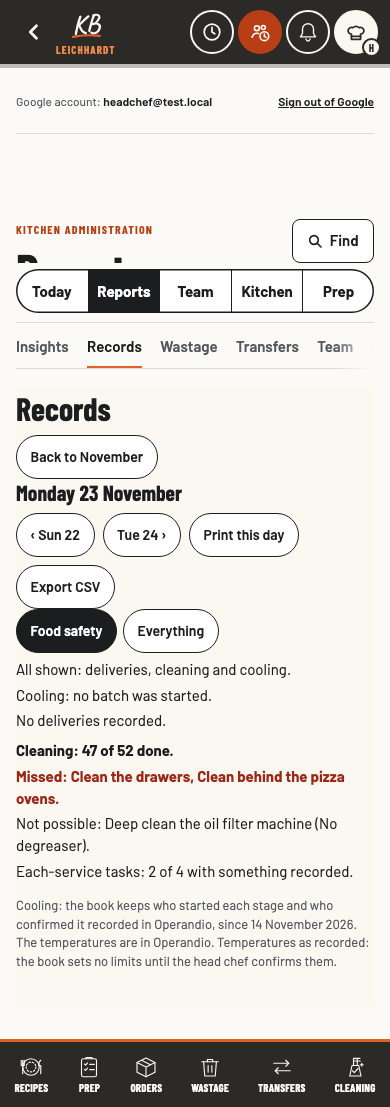 KB
LEICHHARDT
H
Google account: headchef@test.local
Sign out of Google
KITCHEN ADMINISTRATION
Find
Today
Reports
Team
Kitchen
Prep
Insights
Records
Wastage
Transfers
Team
Records
Back to November
Monday 23 November
‹ Sun 22
Tue 24 ›
Print this day
Export CSV
Food safety
Everything
All shown: deliveries, cleaning and cooling.
Cooling: no batch was started.
No deliveries recorded.
Cleaning: 47 of 52 done.
Missed: Clean the drawers, Clean behind the pizza
ovens.
Not possible: Deep clean the oil filter machine (No
degreaser).
Each-service tasks: 2 of 4 with something recorded.
Cooling: the book keeps who started each stage and who
confirmed it recorded in Operandio, since 14 November 2026.
The temperatures are in Operandio. Temperatures as recorded:
the book sets no limits until the head chef confirms them.
RECIPES
PREP
ORDERS
WASTAGE
TRANSFERS
CLEANING